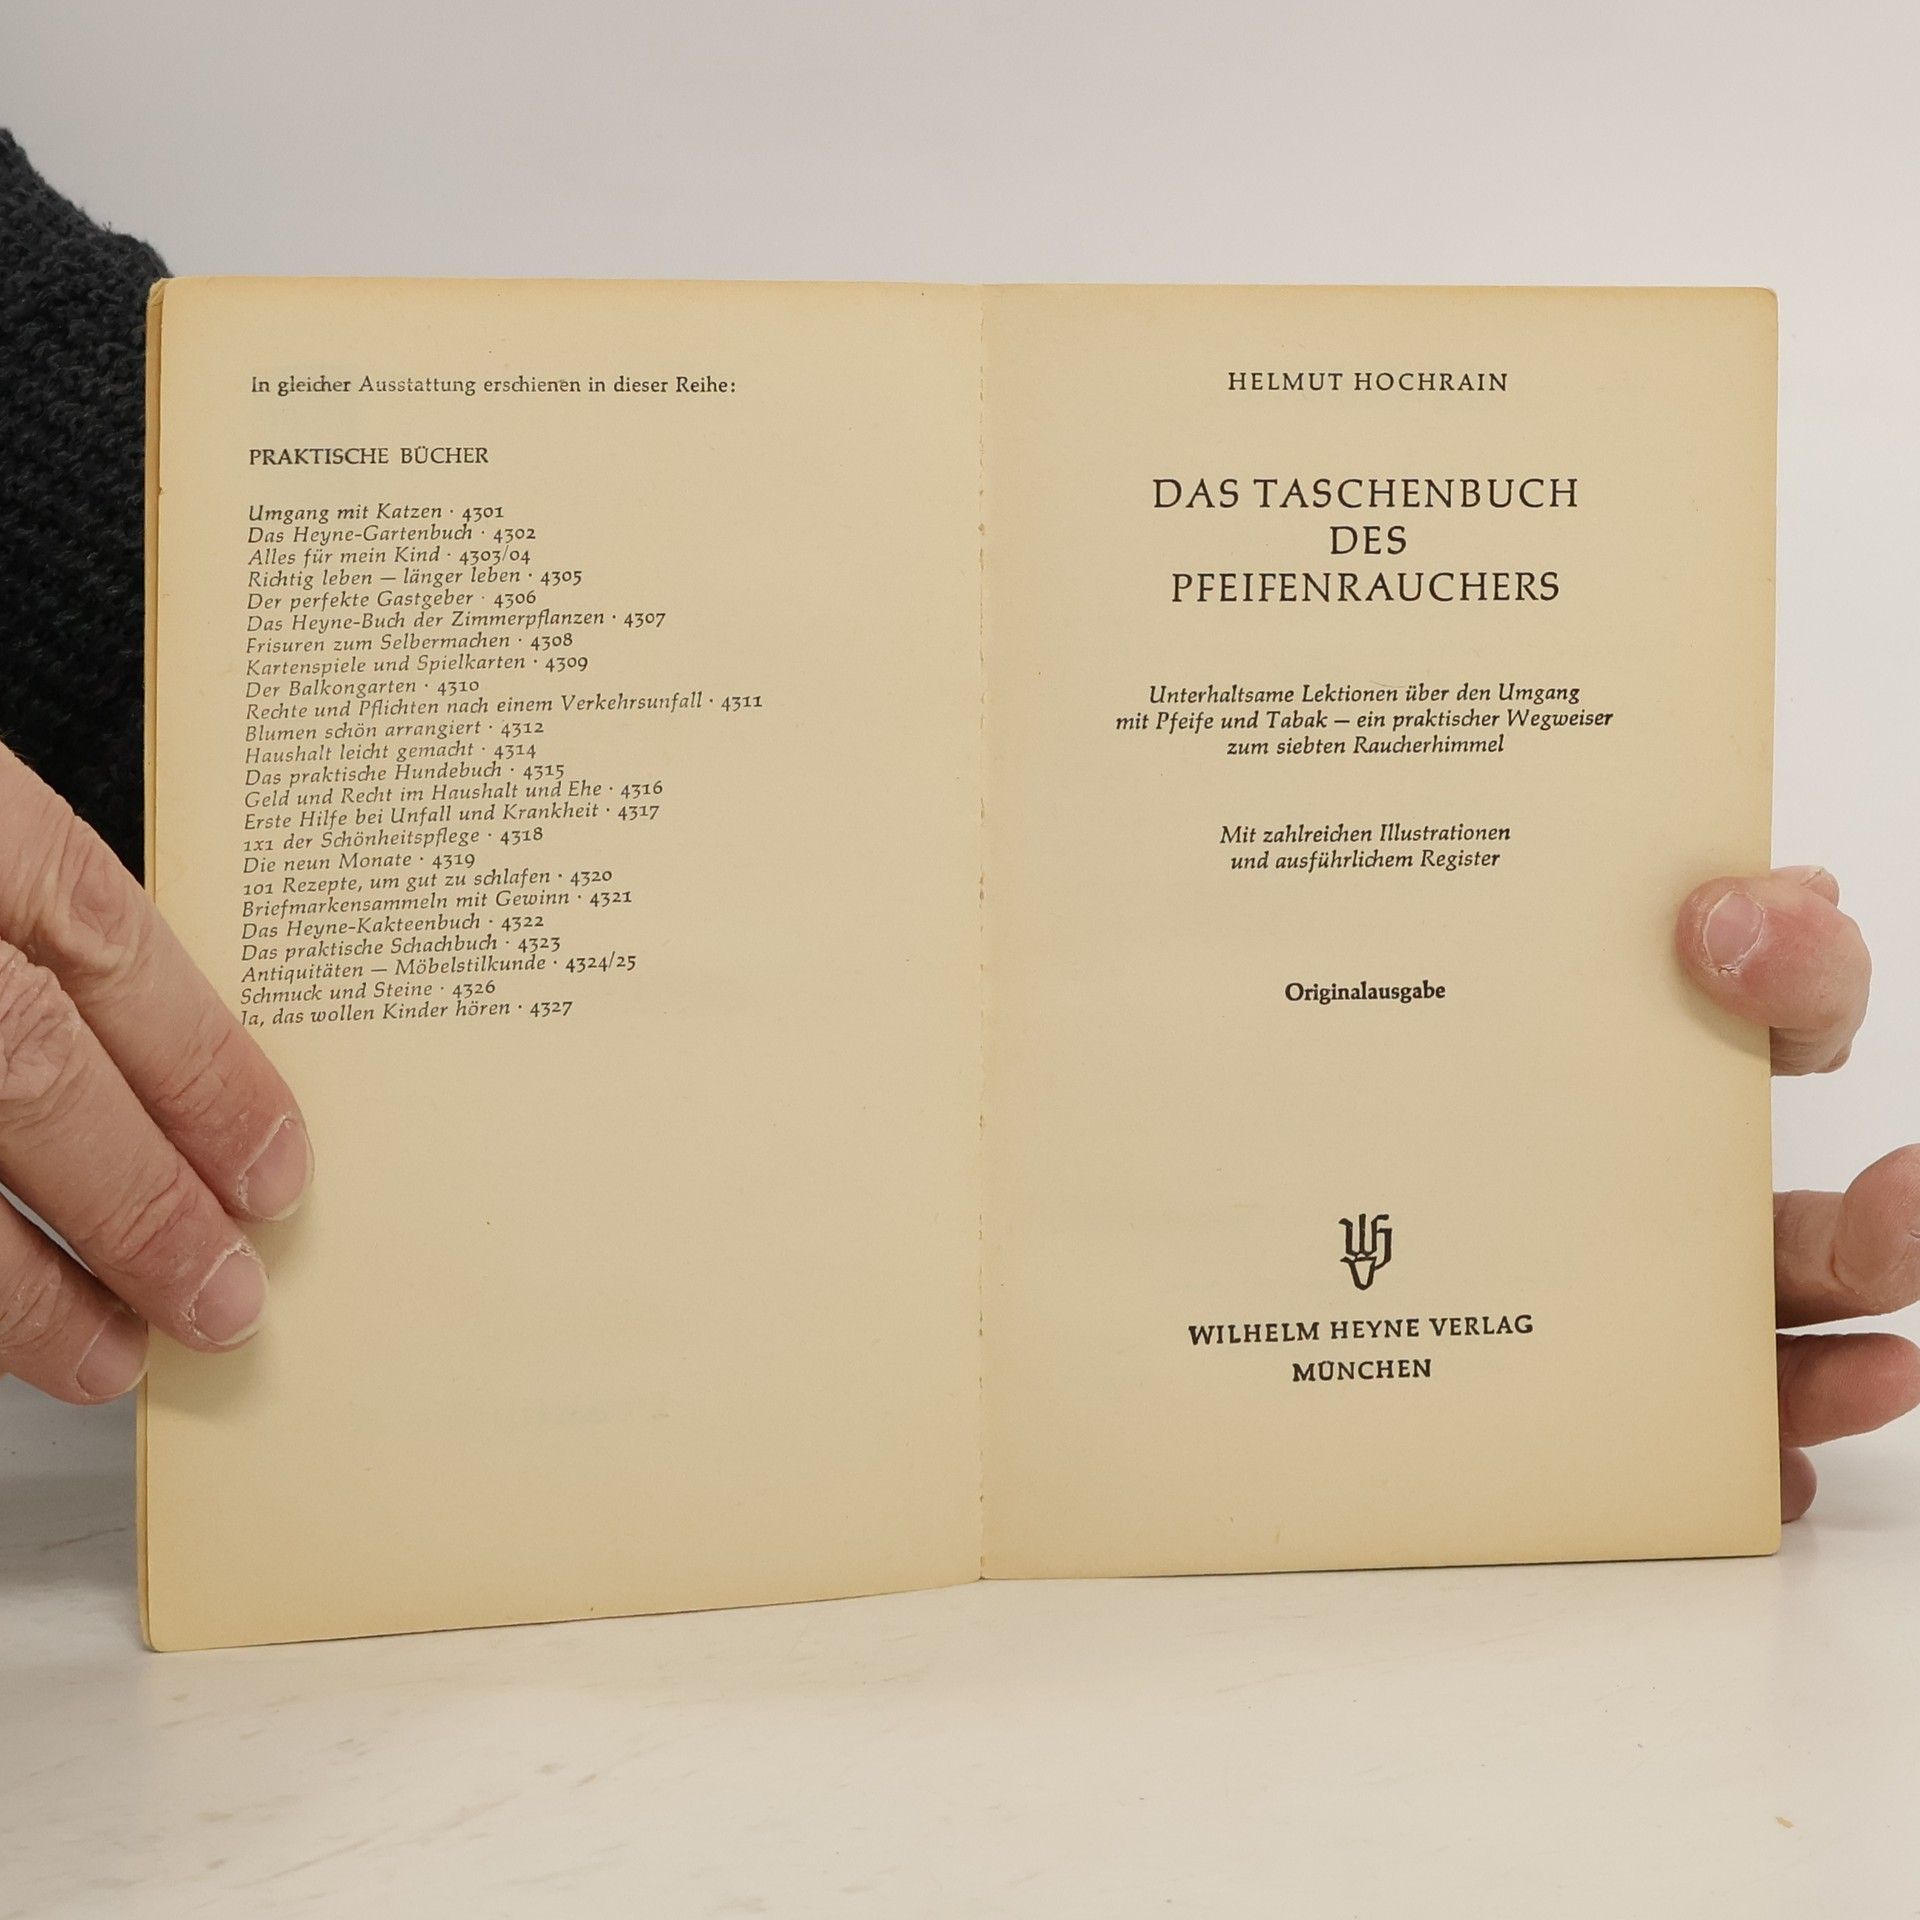 In gleicher Ausstattung erschienen in dieser Reihe:
PRAKTISCHE BÜCHER
Umgang mit Katzen · 4301
Das Heyne-Gartenbuch · 4302
Alles für mein Kind · 4303/04
Richtig leben — länger leben · 4305
Der perfekte Gastgeber · 4306
Das Heyne-Buch der Zimmerpflanzen · 4307
Frisuren zum Selbermachen · 4308
Kartenspiele und Spielkarten · 4309
Der Balkongarten · 4310
Rechte und Pflichten nach einem Verkehrsunfall · 4311
Blumen schön arrangiert · 4312
Haushalt leicht gemacht · 4314
Das praktische Hundebuch · 4315
Geld und Recht im Haushalt und Ehe · 4316
Erste Hilfe bei Unfall und Krankheit · 4317
1x1 der Schönheitspflege · 4318
Die neun Monate · 4319
101 Rezepte, um gut zu schlafen · 4320
Briefmarkensammeln mit Gewinn · 4321
Das Heyne-Kakteenbuch · 4322
Das praktische Schachbuch · 4323
Antiquitäten — Möbelstilkunde · 4324/25
Schmuck und Steine · 4326
Ja, das wollen Kinder hören · 4327
HELMUT HOCHRAIN
DAS TASCHENBUCH
DES
PFEIFENRAUCHERS
Unterhaltsame Lektionen über den Umgang
mit Pfeife und Tabak — ein praktischer Wegweiser
zum siebten Raucherhimmel
Mit zahlreichen Illustrationen
und ausführlichem Register
Originalausgabe
WH
WILHELM HEYNE VERLAG
MÜNCHEN